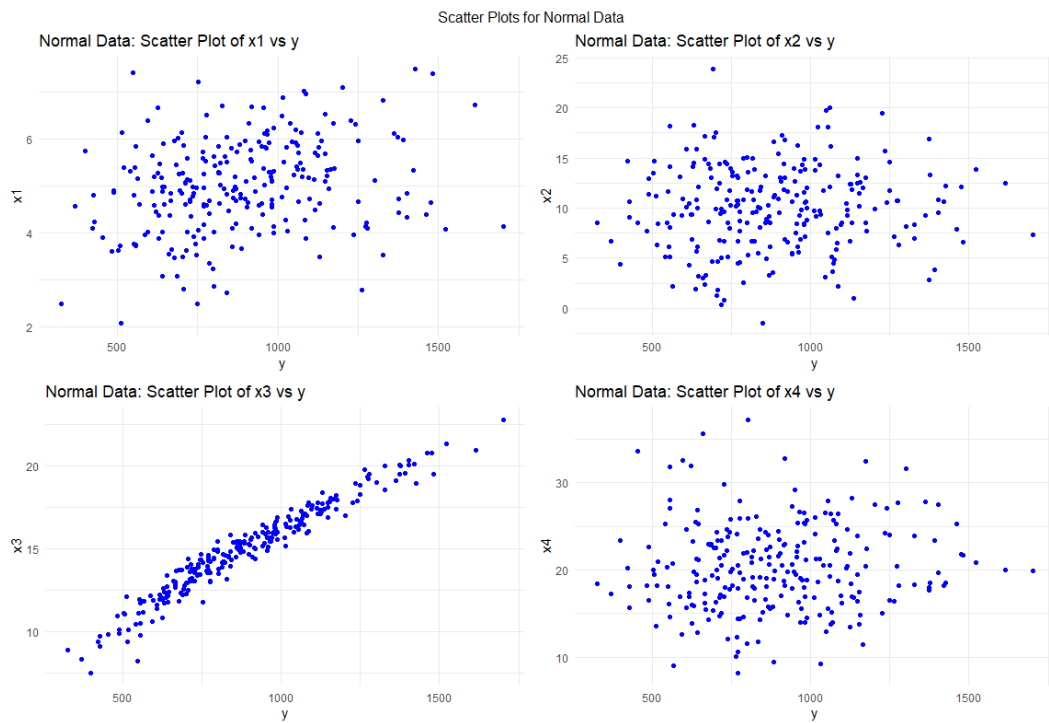 Scatter Plots for Normal Data
Normal Data: Scatter Plot of x1 vs y
x1
6
4
2
500 1000 1500
y
Normal Data: Scatter Plot of x2 vs y
x2
25
20
15
10
5
0
500 1000 1500
y
Normal Data: Scatter Plot of x3 vs y
x3
20
15
10
500 1000 1500
y
Normal Data: Scatter Plot of x4 vs y
x4
30
20
10
500 1000 1500
y